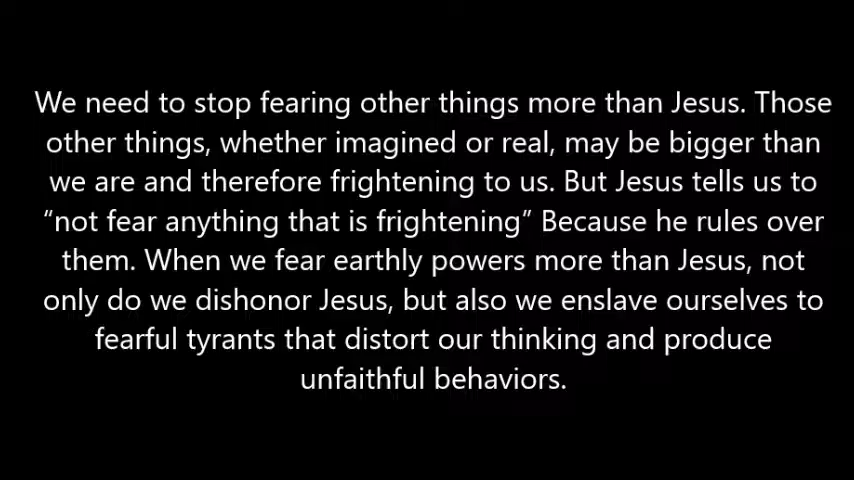 We need to stop fearing other things more than Jesus. Those
other things, whether imagined or real, may be bigger than
we are and therefore frightening to us. But Jesus tells us to
“not fear anything that is frightening” Because he rules over
them. When we fear earthly powers more than Jesus, not
only do we dishonor Jesus, but also we enslave ourselves to
fearful tyrants that distort our thinking and produce
unfaithful behaviors.